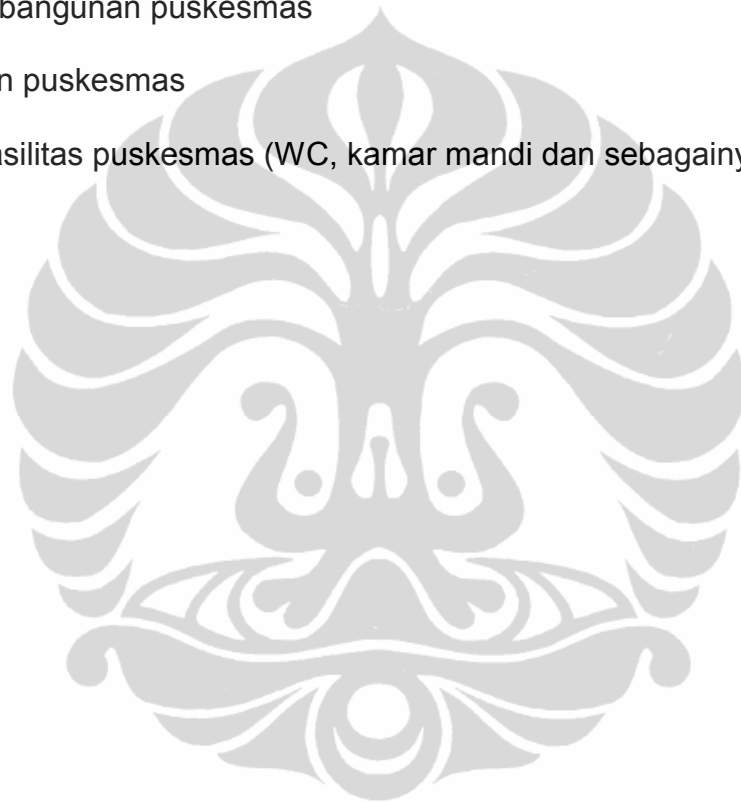 bangunan puskesmas
n puskesmas
asilitas puskesmas (WC, kamar mandi dan sebagainy